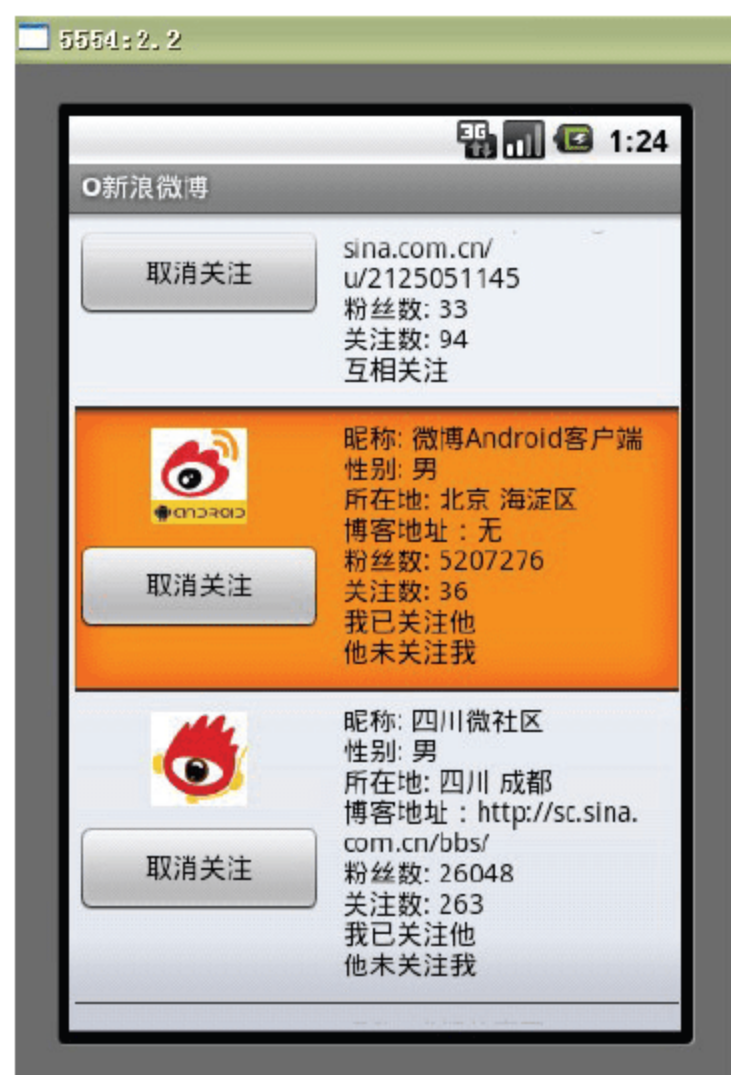 5554:2.2
3G 1:24
O新浪微博
取消关注
sina.com.cn/
u/2125051145
粉丝数: 33
关注数: 94
互相关注
ANDROID
取消关注
昵称: 微博Android客户端
性别: 男
所在地: 北京 海淀区
博客地址：无
粉丝数: 5207276
关注数: 36
我已关注他
他未关注我
取消关注
昵称: 四川微社区
性别: 男
所在地: 四川 成都
博客地址：http://sc.sina.
com.cn/bbs/
粉丝数: 26048
关注数: 263
我已关注他
他未关注我